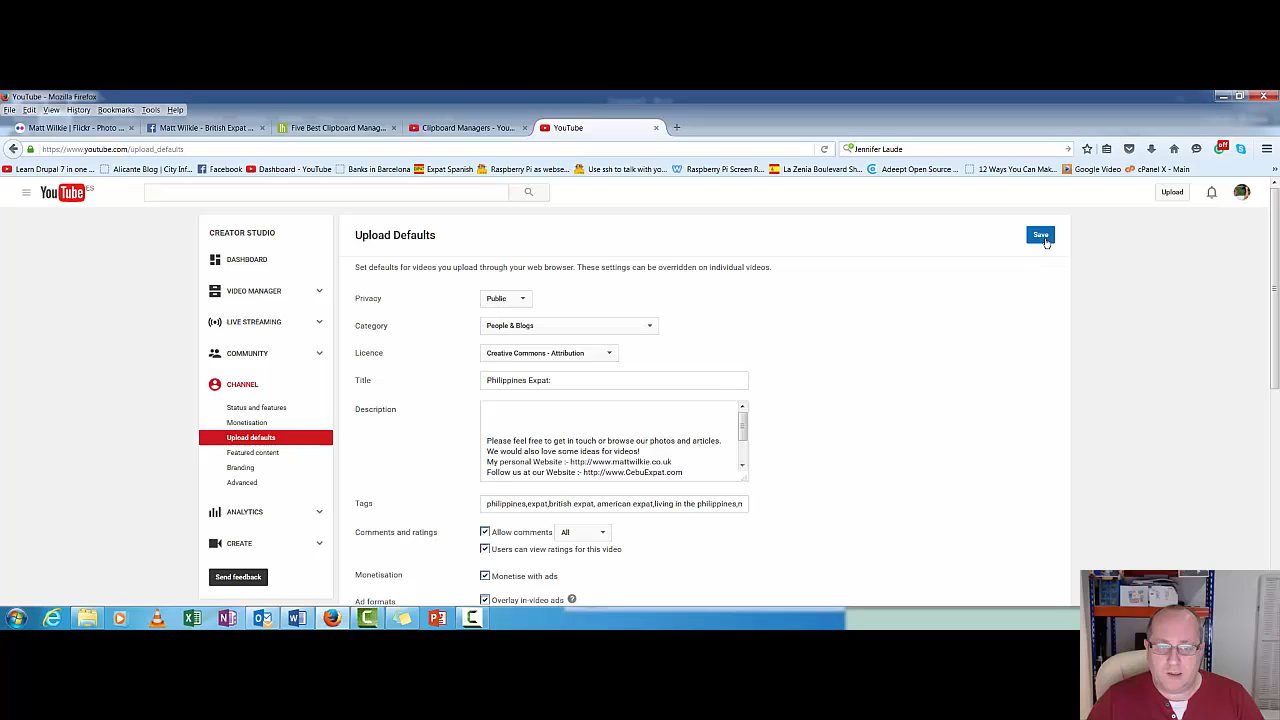 YouTube - Mozilla Firefox
File Edit View History Bookmarks Tools Help
Matt Wilkie | Flickr - Photo ... × Matt Wilkie - British Expat ... × Five Best Clipboard Manag... × Clipboard Managers - You... × YouTube × +
https://www.youtube.com/upload_defaults Jennifer Laude off
Learn Drupal 7 in one... Alicante Blog (City Inf... Facebook Dashboard - YouTube Banks in Barcelona Expat Spanish Raspberry Pi as webse... Use ssh to talk with yo... Raspberry Pi Screen R... La Zenia Boulevard Sh... Adeept Open Source ... 12 Ways You Can Mak... Google Video cPanel X - Main »
YouTube ES Upload
CREATOR STUDIO
DASHBOARD
VIDEO MANAGER
LIVE STREAMING
COMMUNITY
CHANNEL
Status and features
Monetisation
Upload defaults
Featured content
Branding
Advanced
ANALYTICS
CREATE
Send feedback
Upload Defaults Save
Set defaults for videos you upload through your web browser. These settings can be overridden on individual videos.
Privacy Public
Category People & Blogs
Licence Creative Commons - Attribution
Title Philippines Expat:
Description
Please feel free to get in touch or browse our photos and articles.
We would also love some ideas for videos!
My personal Website :- http://www.mattwilkie.co.uk
Follow us at our Website :- http://www.CebuExpat.com
Tags philippines,expat,british expat, american expat,living in the philippines,n
Comments and ratings Allow comments All
Users can view ratings for this video
Monetisation Monetise with ads
Ad formats Overlay in-video ads ?